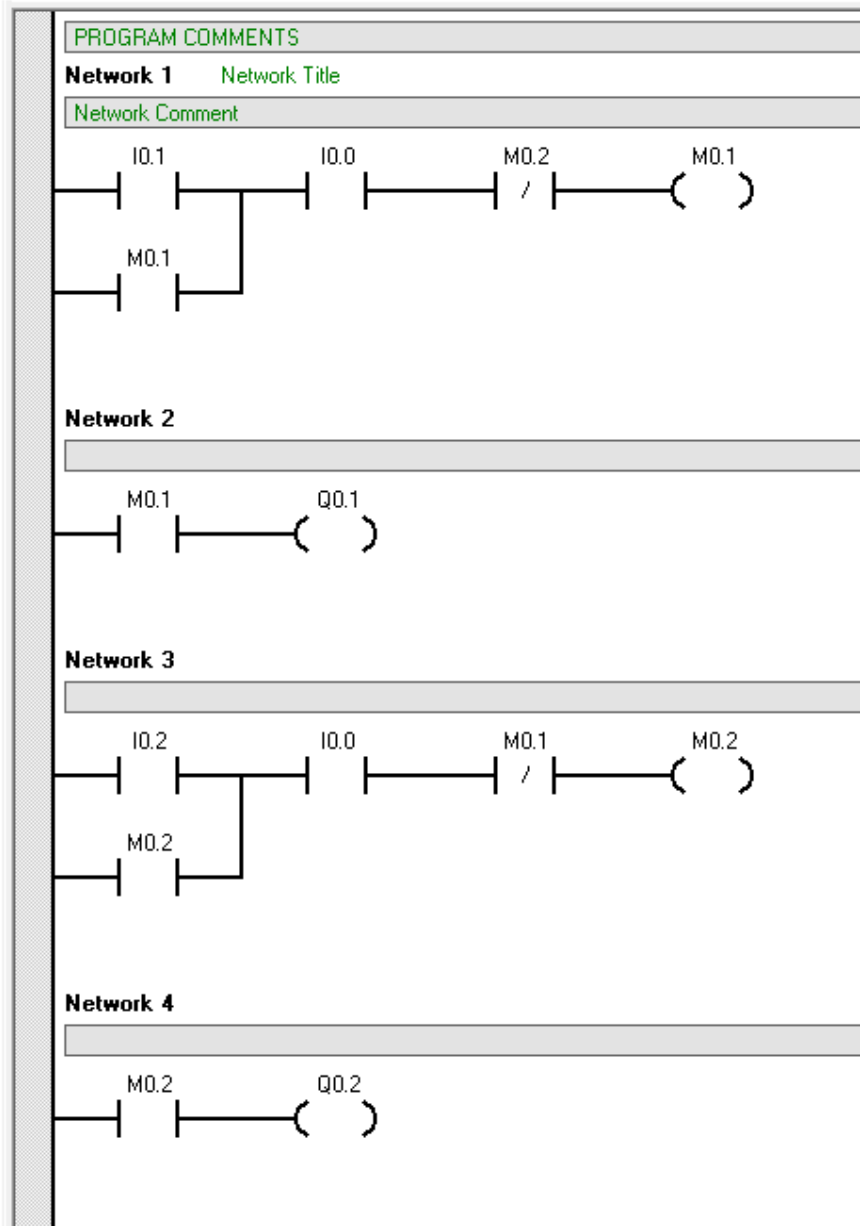 PROGRAM COMMENTS
Network 1 Network Title
Network Comment
I0.1 I0.0 M0.2 M0.1
/
M0.1
Network 2
M0.1 Q0.1
Network 3
I0.2 I0.0 M0.1 M0.2
/
M0.2
Network 4
M0.2 Q0.2